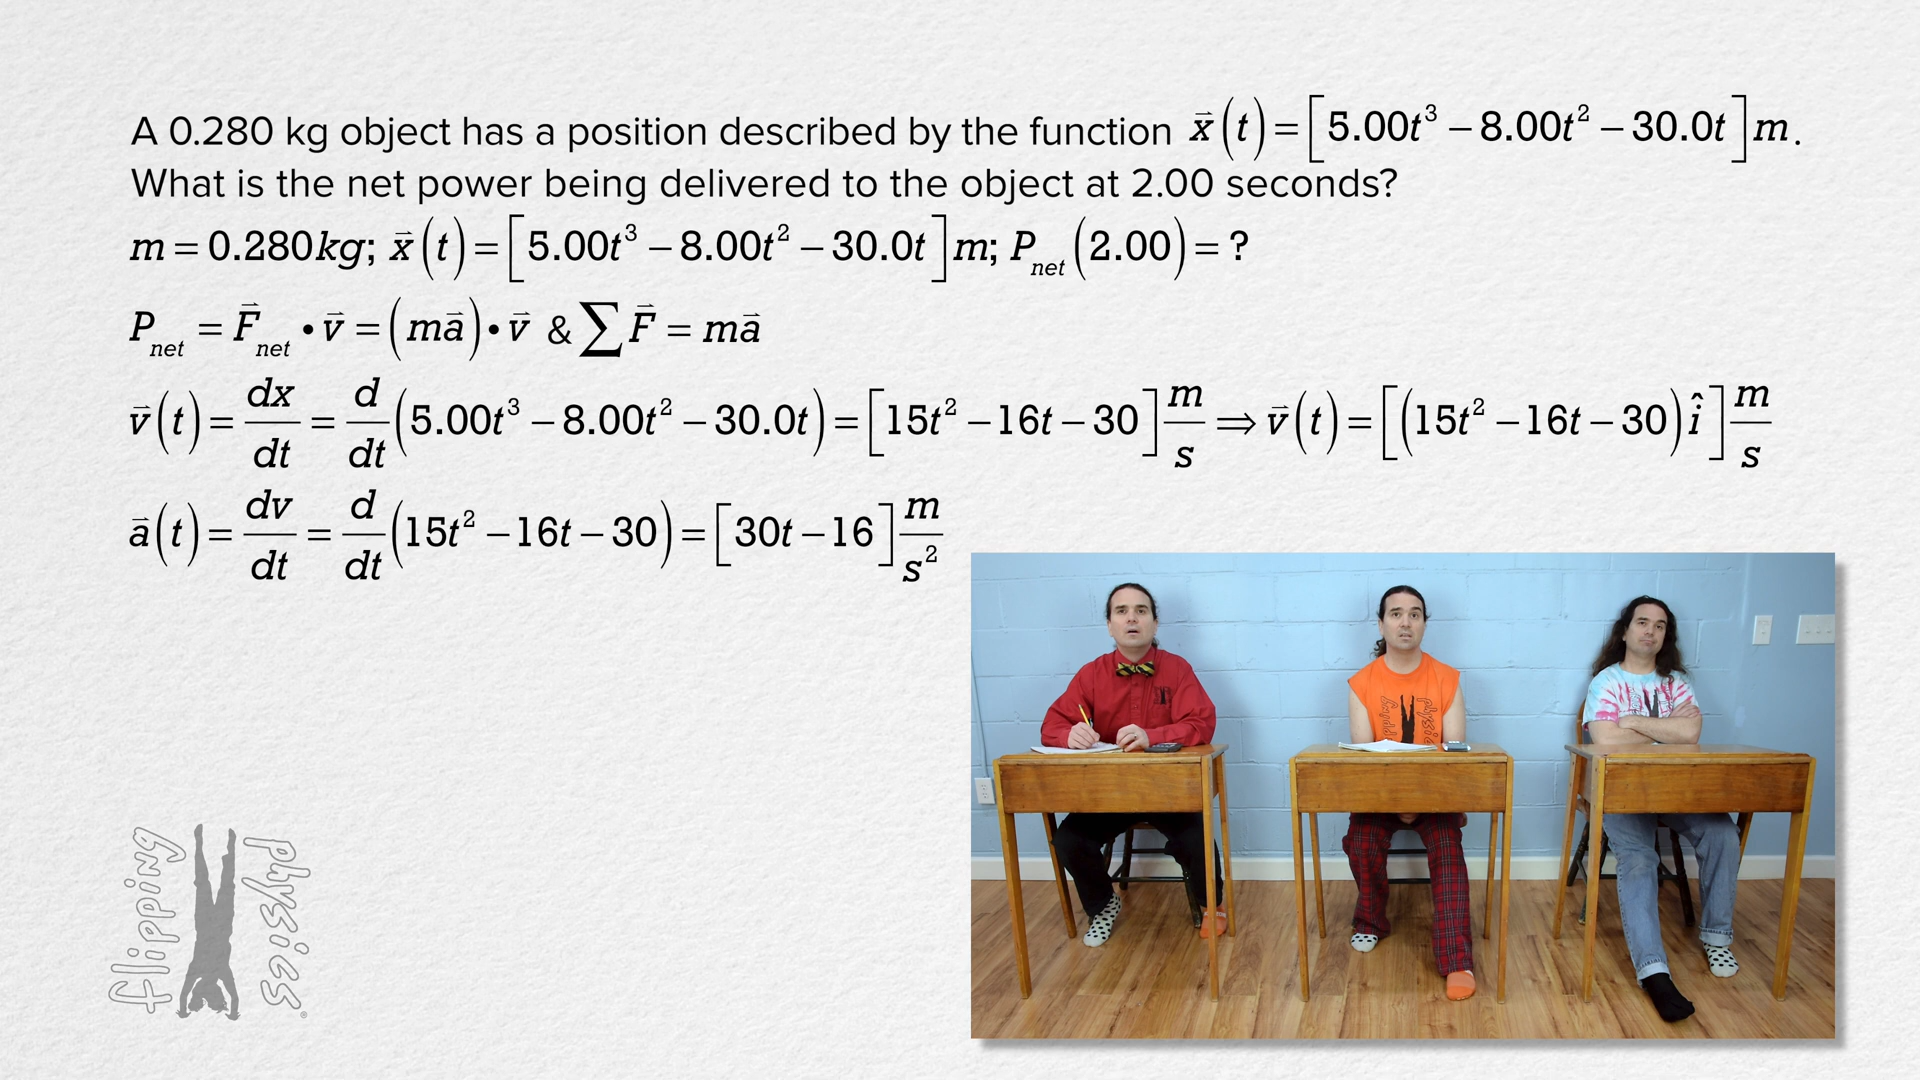 A 0.280 kg object has a position described by the function x⃗(t) = [5.00t³ − 8.00t² − 30.0t]m.
What is the net power being delivered to the object at 2.00 seconds?
m = 0.280kg; x⃗(t) = [5.00t³ − 8.00t² − 30.0t]m; P_net(2.00) = ?
P_net = F⃗_net • v⃗ = (ma⃗) • v⃗ & ∑F⃗ = ma⃗
v⃗(t) = dx/dt = d/dt(5.00t³ − 8.00t² − 30.0t) = [15t² − 16t − 30]m/s ⇒ v⃗(t) = [(15t² − 16t − 30)î]m/s
a⃗(t) = dv/dt = d/dt(15t² − 16t − 30) = [30t − 16]m/s²
flipping
physics
®